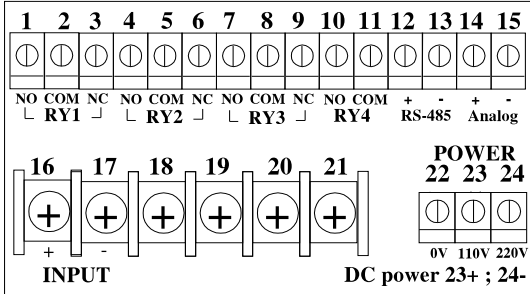 1 2 3 4 5 6 7 8 9 10 11 12 13 14 15
NO COM NC NO COM NC NO COM NC NO COM + - + -
RY1 RY2 RY3 RY4 RS-485 Analog
POWER
16 17 18 19 20 21 22 23 24
+ - 0V 110V 220V
INPUT DC power 23+ ; 24-